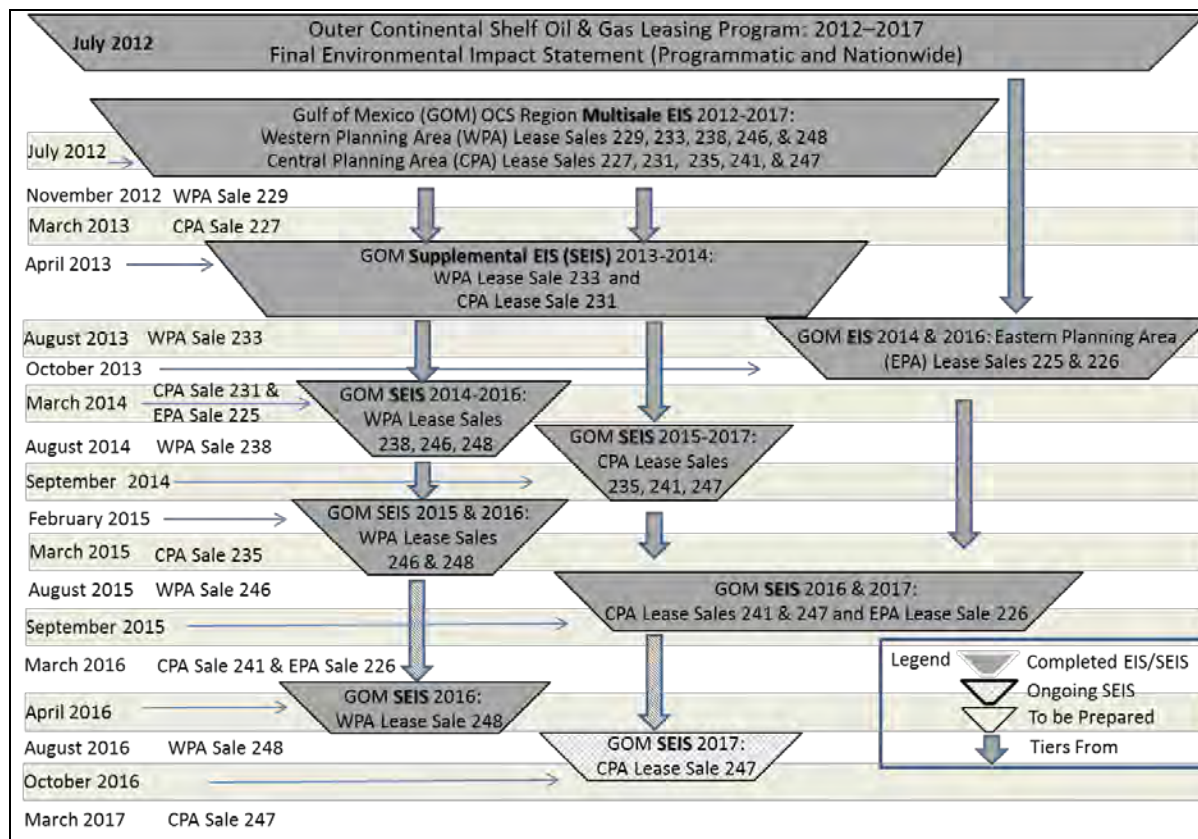 July 2012
Outer Continental Shelf Oil & Gas Leasing Program: 2012–2017
Final Environmental Impact Statement (Programmatic and Nationwide)
Gulf of Mexico (GOM) OCS Region Multisale EIS 2012-2017:
Western Planning Area (WPA) Lease Sales 229, 233, 238, 246, & 248
Central Planning Area (CPA) Lease Sales 227, 231, 235, 241, & 247
July 2012
November 2012 WPA Sale 229
March 2013 CPA Sale 227
April 2013
GOM Supplemental EIS (SEIS) 2013-2014:
WPA Lease Sale 233 and
CPA Lease Sale 231
August 2013 WPA Sale 233
October 2013
GOM EIS 2014 & 2016: Eastern Planning Area
(EPA) Lease Sales 225 & 226
March 2014
CPA Sale 231 &
EPA Sale 225
GOM SEIS 2014-2016:
WPA Lease Sales
238, 246, 248
August 2014 WPA Sale 238
GOM SEIS 2015-2017:
CPA Lease Sales
235, 241, 247
September 2014
February 2015
GOM SEIS 2015 & 2016:
WPA Lease Sales
246 & 248
March 2015 CPA Sale 235
August 2015 WPA Sale 246
GOM SEIS 2016 & 2017:
CPA Lease Sales 241 & 247 and EPA Lease Sale 226
September 2015
March 2016 CPA Sale 241 & EPA Sale 226
April 2016
GOM SEIS 2016:
WPA Lease Sale 248
August 2016 WPA Sale 248
GOM SEIS 2017:
CPA Lease Sale 247
October 2016
March 2017 CPA Sale 247
Legend
Completed EIS/SEIS
Ongoing SEIS
To be Prepared
Tiers From